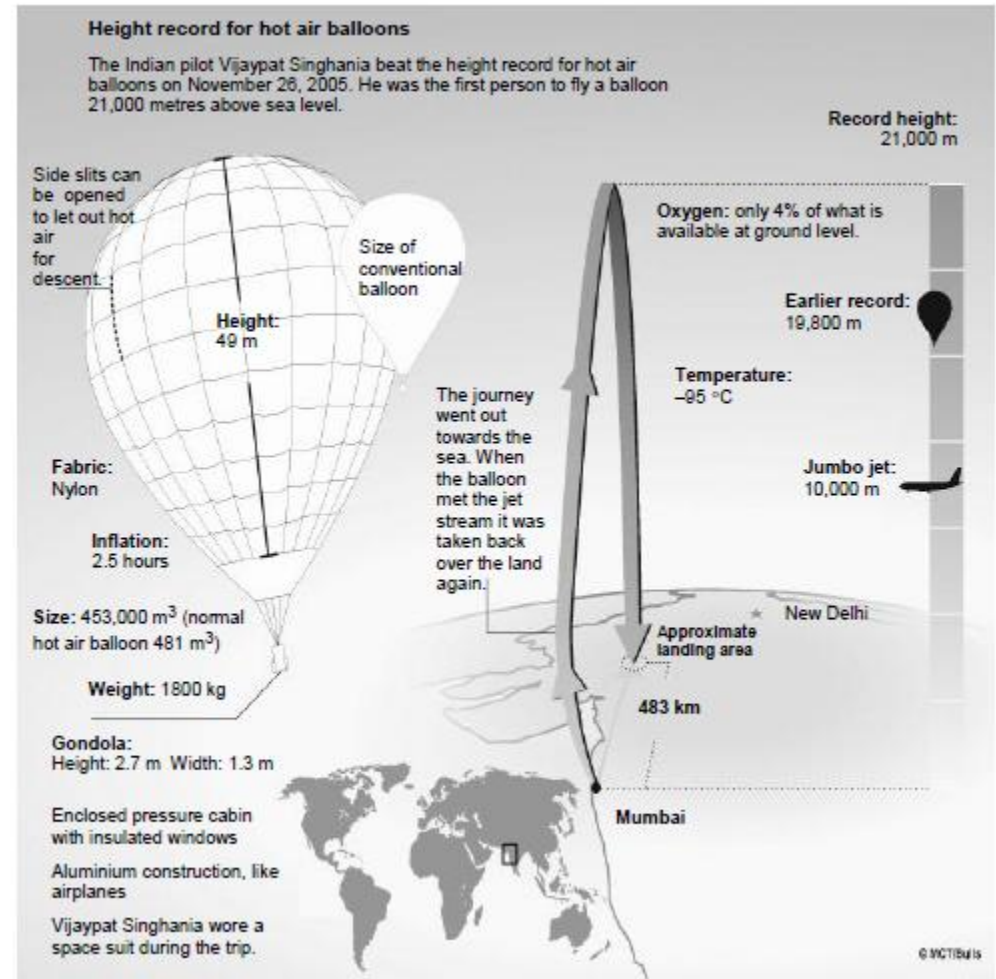 Height record for hot air balloons
The Indian pilot Vijaypat Singhania beat the height record for hot air
balloons on November 26, 2005. He was the first person to fly a balloon
21,000 metres above sea level.
Record height:
21,000 m
Side slits can
be opened
to let out hot
air
for
descent.
Size of
conventional
balloon
Oxygen: only 4% of what is
available at ground level.
Height:
49 m
Earlier record:
19,800 m
Temperature:
–95 °C
The journey
went out
towards the
sea. When
the balloon
met the jet
stream it was
taken back
over the land
again.
Jumbo jet:
10,000 m
Fabric:
Nylon
Inflation:
2.5 hours
Size: 453,000 m³ (normal
hot air balloon 481 m³)
New Delhi
Approximate
landing area
Weight: 1800 kg
483 km
Gondola:
Height: 2.7 m Width: 1.3 m
Mumbai
Enclosed pressure cabin
with insulated windows
Aluminium construction, like
airplanes
Vijaypat Singhania wore a
space suit during the trip.
© MCT/Bulls